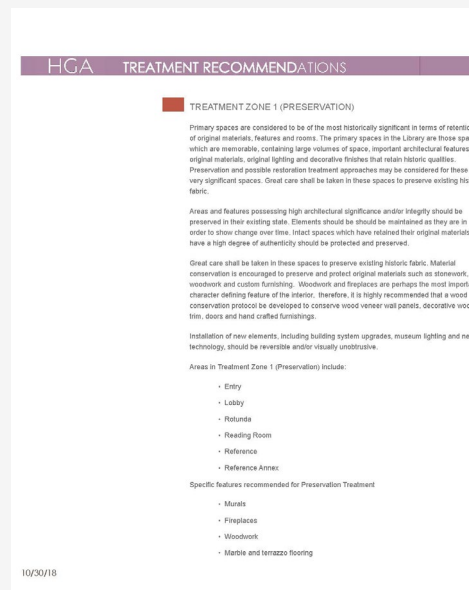 HGA TREATMENT RECOMMENDATIONS
TREATMENT ZONE 1 (PRESERVATION)
Primary spaces are considered to be of the most historically significant in terms of
of original materials, features and rooms. The primary spaces in the Library are those
which are memorable, containing large volumes of space, important architectural features
original materials, original lighting and decorative finishes that retain historic qualities.
Preservation and possible restoration treatment approaches may be considered for these
very significant spaces. Great care shall be taken in these spaces to preserve existing
fabric.
Areas and features possessing high architectural significance and/or integrity should be
preserved in their existing state. Elements should be should be maintained as they are in
order to show change over time. Intact spaces which have retained their original materials
have a high degree of authenticity should be protected and preserved.
Great care shall be taken in these spaces to preserve existing historic fabric. Material
conservation is encouraged to preserve and protect original materials such as stonework,
woodwork and custom furnishing. Woodwork and fireplaces are perhaps the most
character defining feature of the interior, therefore, it is highly recommended that a wood
conservation protocol be developed to conserve wood veneer wall panels, decorative
trim, doors and hand crafted furnishings.
Installation of new elements, including building system upgrades, museum lighting and
technology, should be reversible and/or visually unobtrusive.
Areas in Treatment Zone 1 (Preservation) include:
• Entry
• Lobby
• Rotunda
• Reading Room
• Reference
• Reference Annex
Specific features recommended for Preservation Treatment
• Murals
• Fireplaces
• Woodwork
• Marble and terrazzo flooring
10/30/18